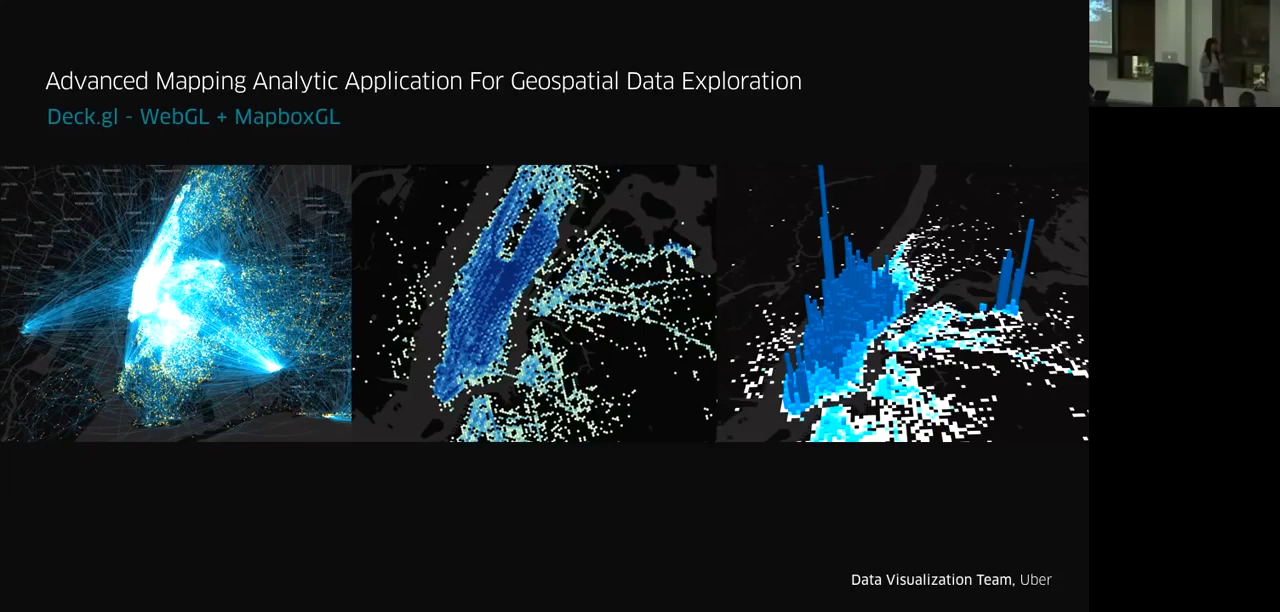 Advanced Mapping Analytic Application For Geospatial Data Exploration
Deck.gl - WebGL + MapboxGL
Data Visualization Team, Uber